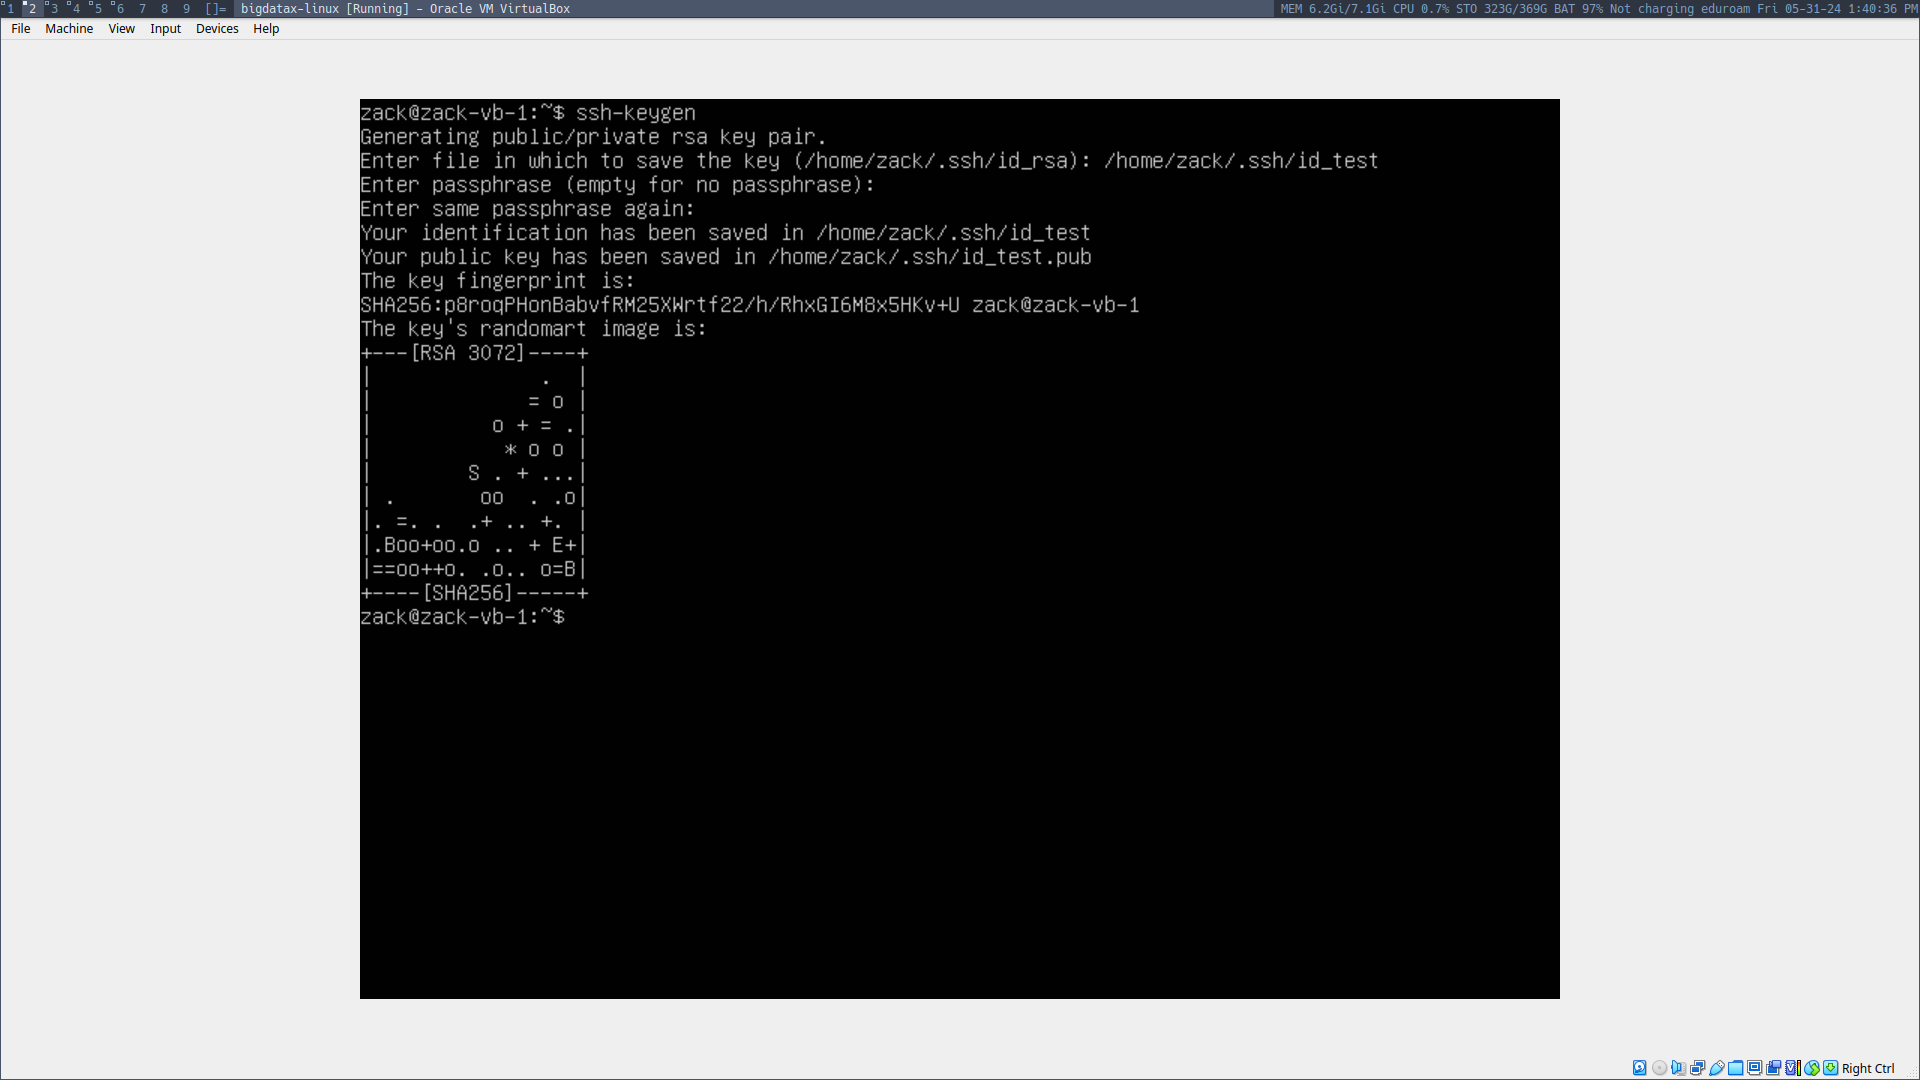 1 2 3 4 5 6 7 8 9 []= bigdatax-linux [Running] - Oracle VM VirtualBox MEM 6.2Gi/7.1Gi CPU 0.7% STO 323G/369G BAT 97% Not charging eduroam Fri 05-31-24 1:40:36 PM
File Machine View Input Devices Help
zack@zack-vb-1:~$ ssh-keygen
Generating public/private rsa key pair.
Enter file in which to save the key (/home/zack/.ssh/id_rsa): /home/zack/.ssh/id_test
Enter passphrase (empty for no passphrase):
Enter same passphrase again:
Your identification has been saved in /home/zack/.ssh/id_test
Your public key has been saved in /home/zack/.ssh/id_test.pub
The key fingerprint is:
SHA256:p8roqPHonBabvfRM25XWrtf22/h/RhxGI6M8x5HKv+U zack@zack-vb-1
The key's randomart image is:
+---[RSA 3072]----+
|              .  |
|             = o |
|          o + = .|
|           * o o |
|        S . + ...|
| .       oo  . .o|
|. =. .  .+ .. +. |
|.Boo+oo.o .. + E+|
|==oo++o. .o.. o=B|
+----[SHA256]-----+
zack@zack-vb-1:~$
Right Ctrl